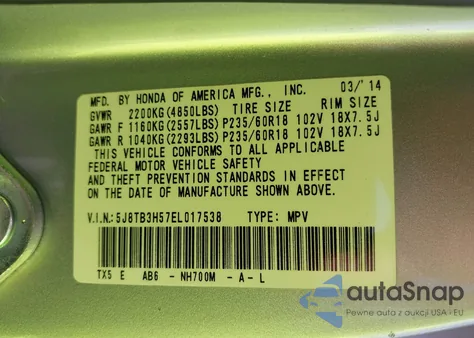 MFD. BY HONDA OF AMERICA MFG., INC. 03/'14
GVWR 2200KG(4850LBS) TIRE SIZE RIM SIZE
GAWR F 1160KG(2557LBS) P235/60R18 102V 18X7.5J
GAWR R 1040KG(2293LBS) P235/60R18 102V 18X7.5J
THIS VEHICLE CONFORMS TO ALL APPLICABLE
FEDERAL MOTOR VEHICLE SAFETY
AND THEFT PREVENTION STANDARDS IN EFFECT
ON THE DATE OF MANUFACTURE SHOWN ABOVE.
V.I.N.:5J8TB3H57EL017538 TYPE: MPV
TX5 E AB6 -NH700M -A-L
autoSnap
Pewne auta z aukcji USA - EU